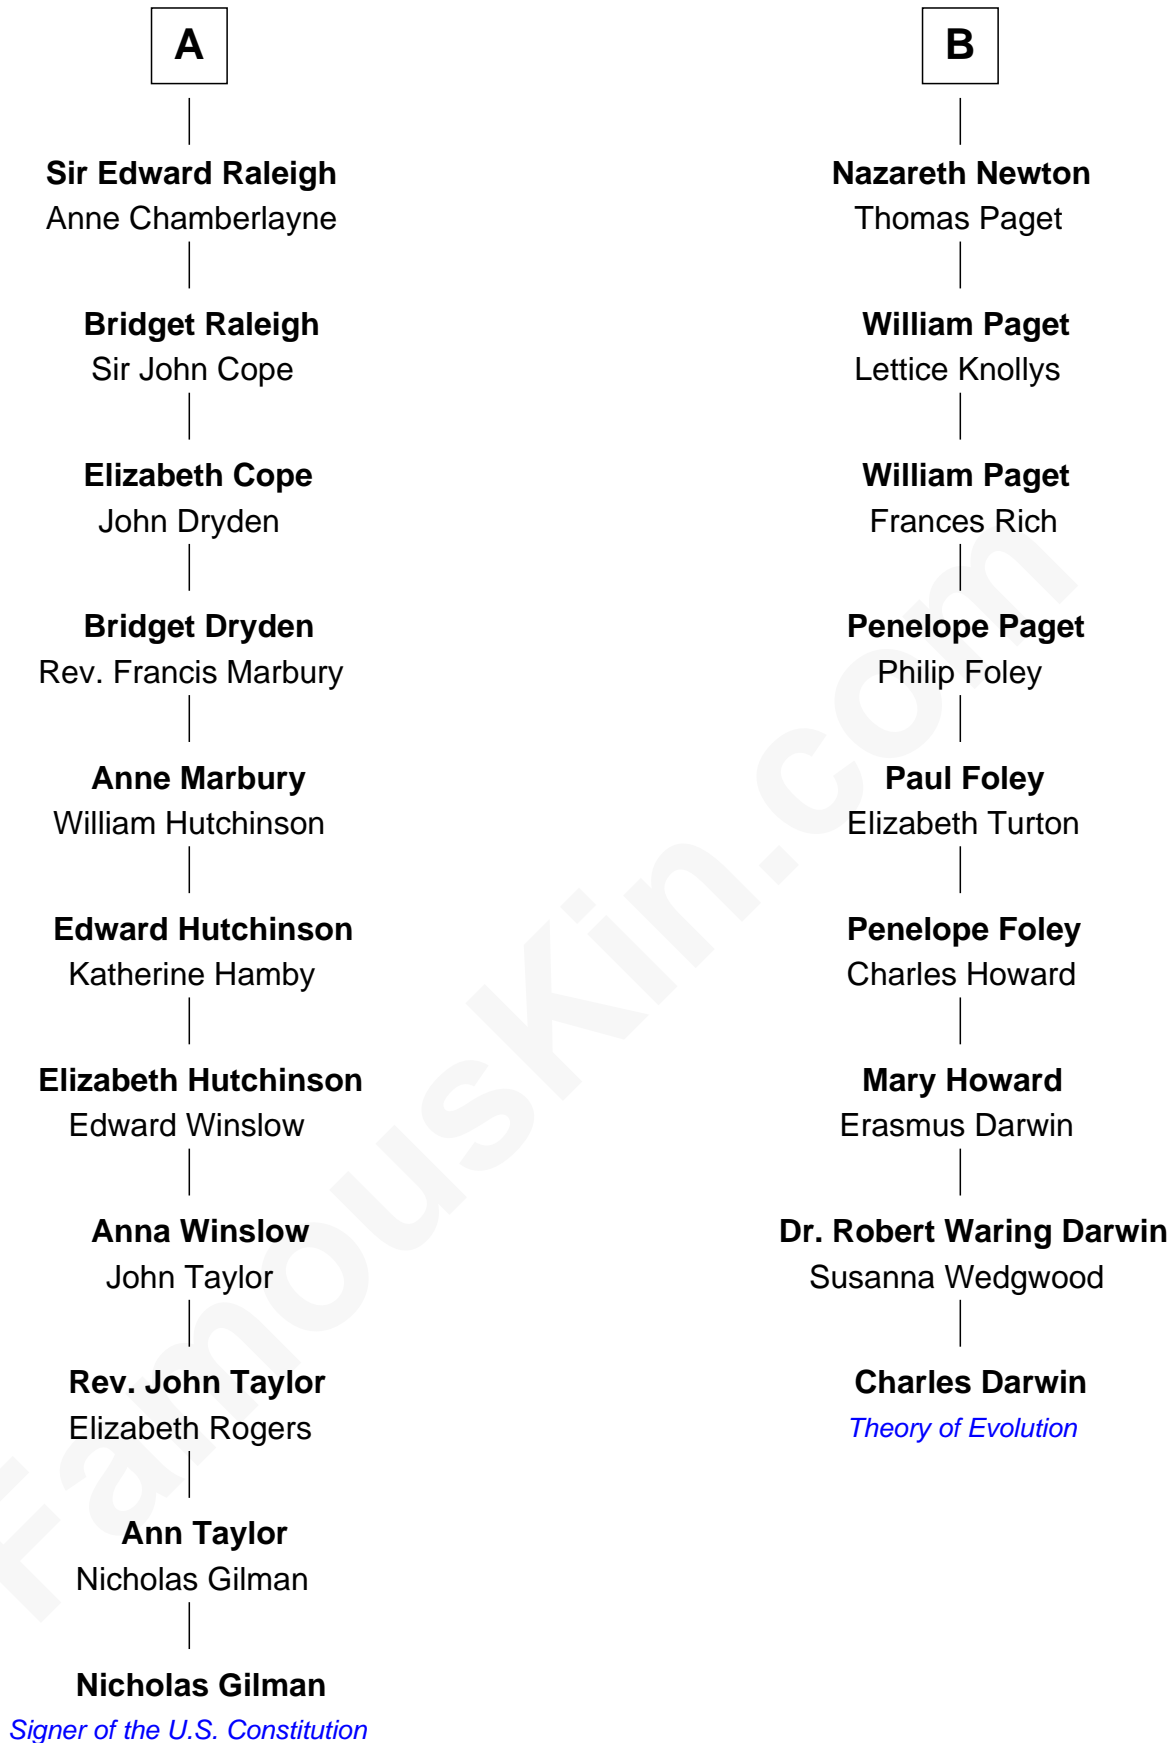 A
Sir Edward Raleigh
Anne Chamberlayne
Bridget Raleigh
Sir John Cope
Elizabeth Cope
John Dryden
Bridget Dryden
Rev. Francis Marbury
Anne Marbury
William Hutchinson
Edward Hutchinson
Katherine Hamby
Elizabeth Hutchinson
Edward Winslow
Anna Winslow
John Taylor
Rev. John Taylor
Elizabeth Rogers
Ann Taylor
Nicholas Gilman
Nicholas Gilman
Signer of the U.S. Constitution
B
Nazareth Newton
Thomas Paget
William Paget
Lettice Knollys
William Paget
Frances Rich
Penelope Paget
Philip Foley
Paul Foley
Elizabeth Turton
Penelope Foley
Charles Howard
Mary Howard
Erasmus Darwin
Dr. Robert Waring Darwin
Susanna Wedgwood
Charles Darwin
Theory of Evolution
FamousKin.com